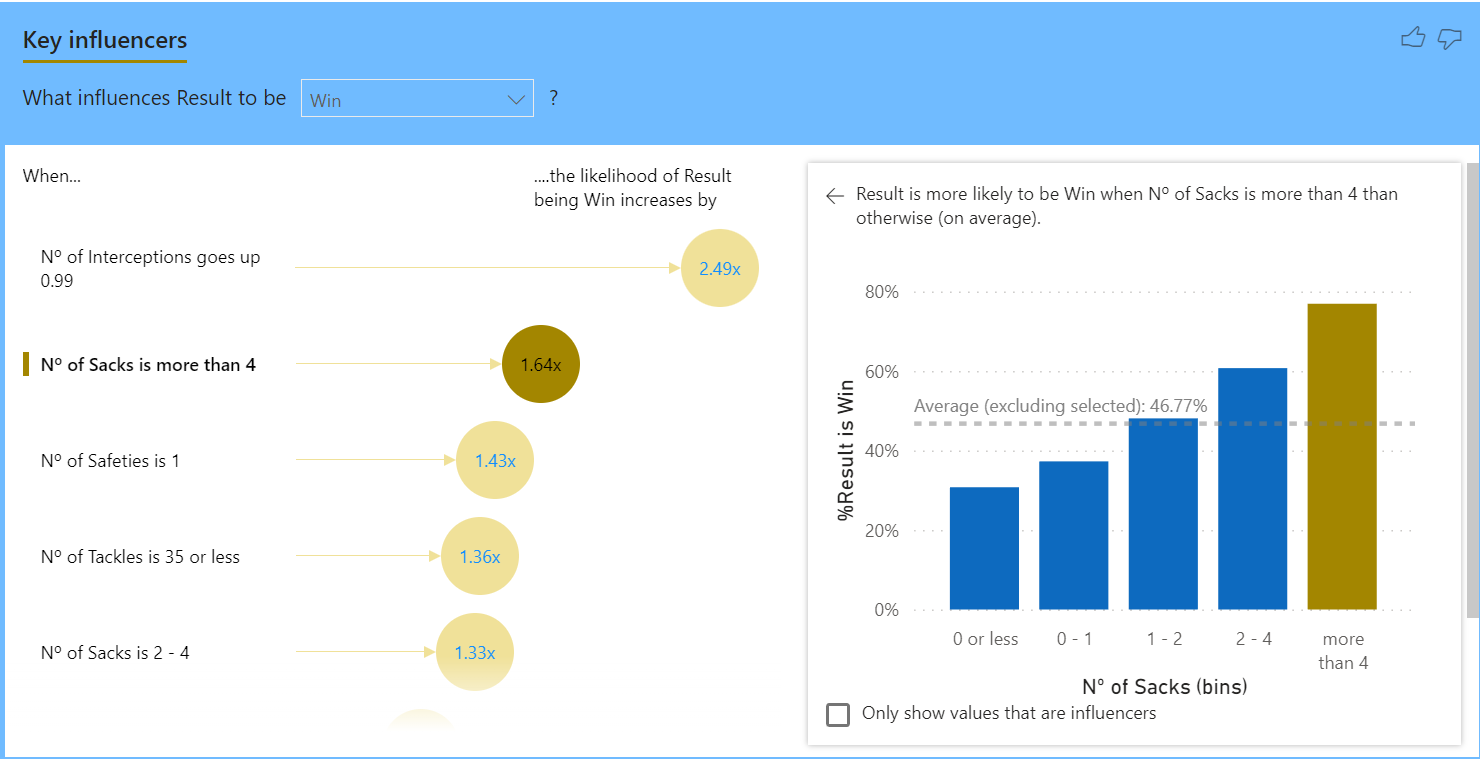 Key influencers
What influences Result to be Win ?
When...
....the likelihood of Result
being Win increases by
Nº of Interceptions goes up
0.99
2.49x
Nº of Sacks is more than 4
1.64x
Nº of Safeties is 1
1.43x
Nº of Tackles is 35 or less
1.36x
Nº of Sacks is 2 - 4
1.33x
Result is more likely to be Win when Nº of Sacks is more than 4 than
otherwise (on average).
80%
60%
40%
20%
0%
%Result is Win
Average (excluding selected): 46.77%
0 or less
0 - 1
1 - 2
2 - 4
more
than 4
Nº of Sacks (bins)
Only show values that are influencers